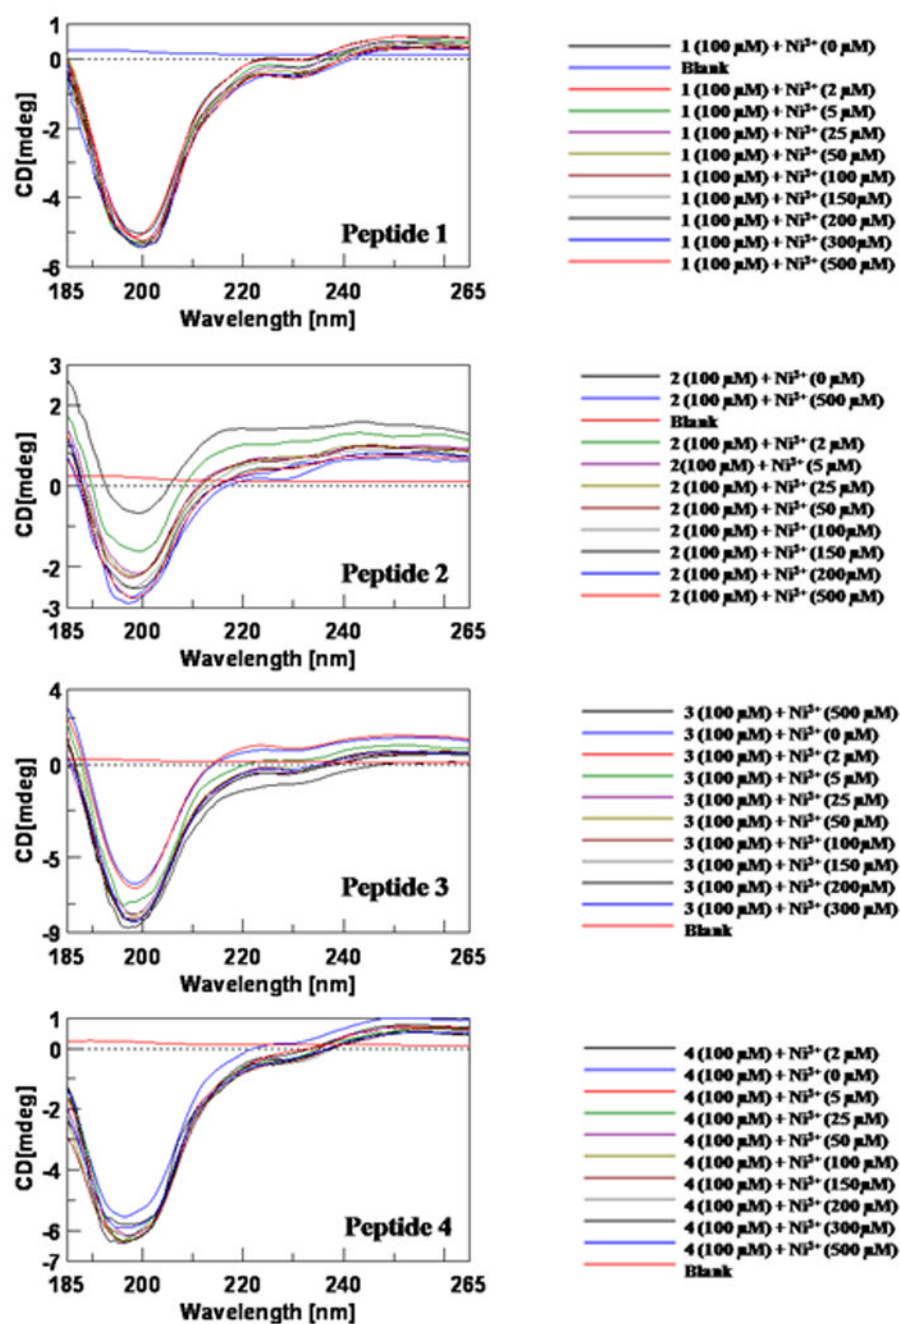 1
0
-2
-4
-6
CD[mdeg]
Peptide 1
185 200 220 240 265
Wavelength [nm]
1 (100 µM) + Ni²⁺ (0 µM)
Blank
1 (100 µM) + Ni²⁺ (2 µM)
1 (100 µM) + Ni²⁺ (5 µM)
1 (100 µM) + Ni²⁺ (25 µM)
1 (100 µM) + Ni²⁺ (50 µM)
1 (100 µM) + Ni²⁺ (100 µM)
1 (100 µM) + Ni²⁺ (150µM)
1 (100 µM) + Ni²⁺ (200 µM)
1 (100 µM) + Ni²⁺ (300µM)
1 (100 µM) + Ni²⁺ (500 µM)
3
2
0
-2
-3
CD [mdeg]
Peptide 2
185 200 220 240 265
Wavelength [nm]
2 (100 µM) + Ni²⁺ (0 µM)
2 (100 µM) + Ni²⁺ (500 µM)
Blank
2 (100 µM) + Ni²⁺ (2 µM)
2(100 µM) + Ni²⁺ (5 µM)
2 (100 µM) + Ni²⁺ (25 µM)
2 (100 µM) + Ni²⁺ (50 µM)
2 (100 µM) + Ni²⁺ (100µM)
2 (100 µM) + Ni²⁺ (150 µM)
2 (100 µM) + Ni²⁺ (200µM)
2 (100 µM) + Ni²⁺ (500 µM)
4
0
-5
-9
CD [mdeg]
Peptide 3
185 200 220 240 265
Wavelength [nm]
3 (100 µM) + Ni²⁺ (500 µM)
3 (100 µM) + Ni²⁺ (0 µM)
3 (100 µM) + Ni²⁺ (2 µM)
3 (100 µM) + Ni²⁺ (5 µM)
3 (100 µM) + Ni²⁺ (25 µM)
3 (100 µM) + Ni²⁺ (50 µM)
3 (100 µM) + Ni²⁺ (100µM)
3 (100 µM) + Ni²⁺ (150 µM)
3 (100 µM) + Ni²⁺ (200µM)
3 (100 µM) + Ni²⁺ (300 µM)
Blank
1
0
-2
-4
-6
-7
CD [mdeg]
Peptide 4
185 200 220 240 265
Wavelength [nm]
4 (100 µM) + Ni²⁺ (2 µM)
4 (100 µM) + Ni²⁺ (0 µM)
4 (100 µM) + Ni²⁺ (5 µM)
4 (100 µM) + Ni²⁺ (25 µM)
4 (100 µM) + Ni²⁺ (50 µM)
4 (100 µM) + Ni²⁺ (100 µM)
4 (100 µM) + Ni²⁺ (150µM)
4 (100 µM) + Ni²⁺ (200 µM)
4 (100 µM) + Ni²⁺ (300µM)
4 (100 µM) + Ni²⁺ (500 µM)
Blank